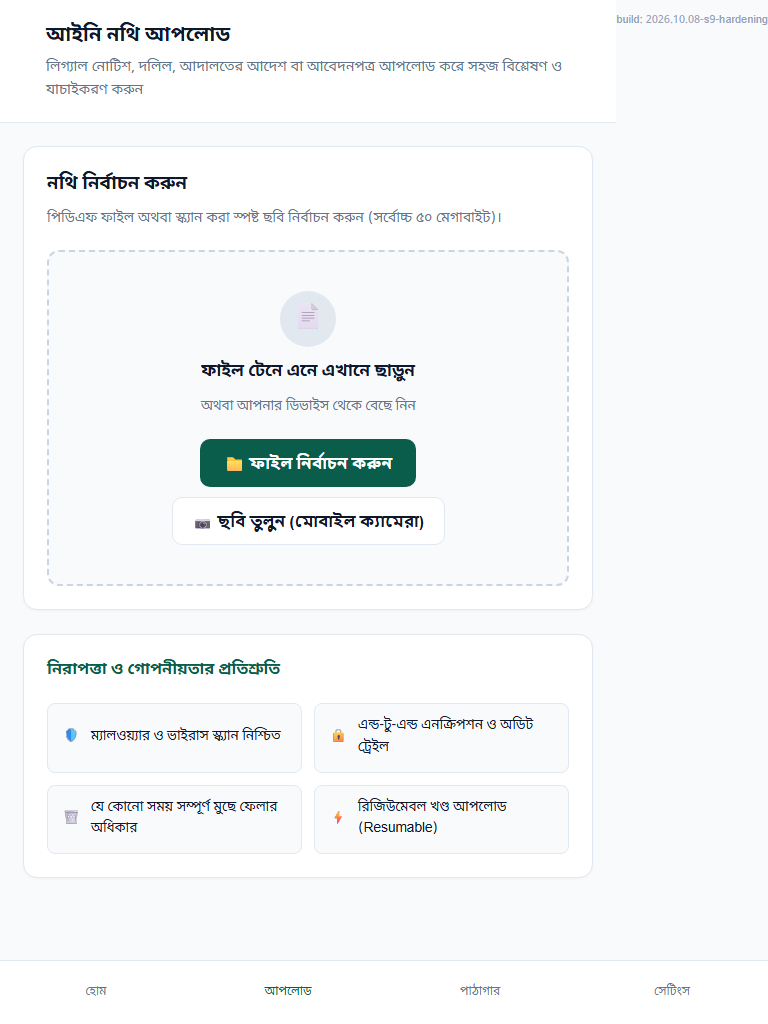 আইনি নথি আপলোড
build: 2026.10.08-s9-hardening
লিগ্যাল নোটিশ, দলিল, আদালতের আদেশ বা আবেদনপত্র আপলোড করে সহজ বিশ্লেষণ ও
যাচাইকরণ করুন
নথি নির্বাচন করুন
পিডিএফ ফাইল অথবা স্ক্যান করা স্পষ্ট ছবি নির্বাচন করুন (সর্বোচ্চ ৫০ মেগাবাইট)।
ফাইল টেনে এনে এখানে ছাড়ুন
অথবা আপনার ডিভাইস থেকে বেছে নিন
ফাইল নির্বাচন করুন
ছবি তুলুন (মোবাইল ক্যামেরা)
নিরাপত্তা ও গোপনীয়তার প্রতিশ্রুতি
ম্যালওয়্যার ও ভাইরাস স্ক্যান নিশ্চিত
এন্ড-টু-এন্ড এনক্রিপশন ও অডিট
ট্রেইল
যে কোনো সময় সম্পূর্ণ মুছে ফেলার
অধিকার
রিজিউমেবল খণ্ড আপলোড
(Resumable)
হোম
আপলোড
পাঠাগার
সেটিংস